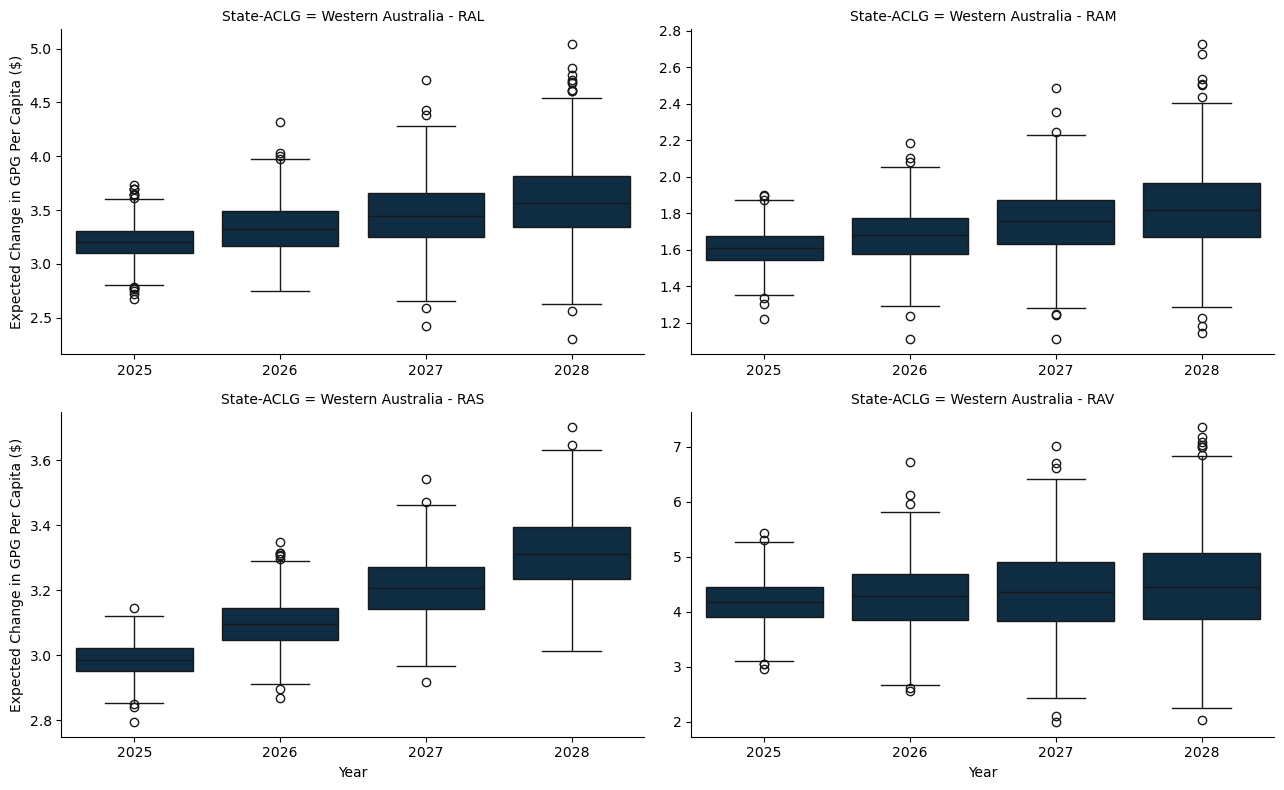 State-ACLG = Western Australia - RAL
Expected Change in GPG Per Capita ($)
5.0
4.5
4.0
3.5
3.0
2.5
2025 2026 2027 2028
State-ACLG = Western Australia - RAM
2.8
2.6
2.4
2.2
2.0
1.8
1.6
1.4
1.2
2025 2026 2027 2028
State-ACLG = Western Australia - RAS
Expected Change in GPG Per Capita ($)
3.6
3.4
3.2
3.0
2.8
2025 2026 2027 2028
Year
State-ACLG = Western Australia - RAV
7
6
5
4
3
2
2025 2026 2027 2028
Year